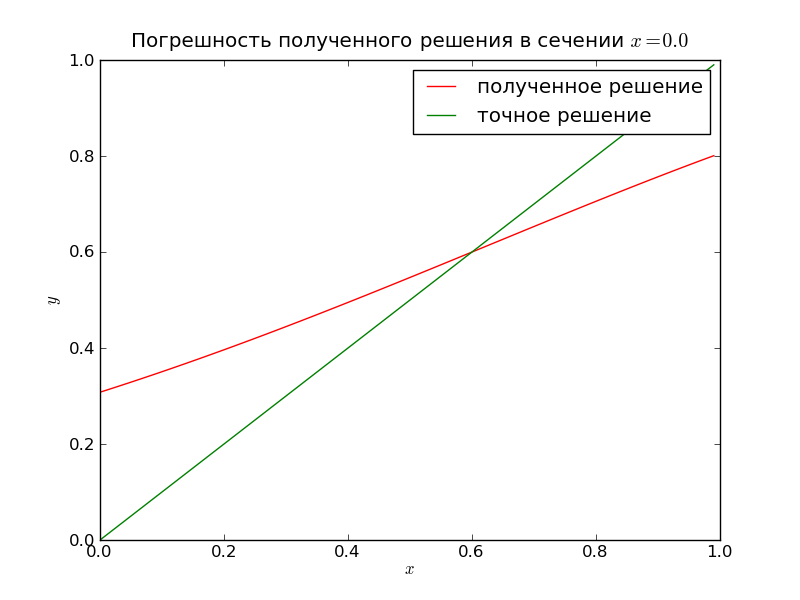 Погрешность полученного решения в сечении x=0.0
полученное решение
точное решение
1.0
0.8
0.6
0.4
0.2
0.0
y
0.0 0.2 0.4 0.6 0.8 1.0
x